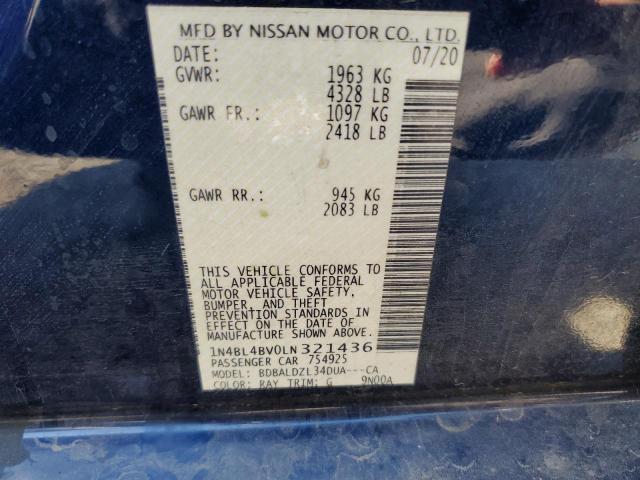 MFD BY NISSAN MOTOR CO., LTD.
DATE: 07/20
GVWR: 1963 KG
4328 LB
GAWR FR.: 1097 KG
2418 LB
GAWR RR.: 945 KG
2083 LB
THIS VEHICLE CONFORMS TO
ALL APPLICABLE FEDERAL
MOTOR VEHICLE SAFETY,
BUMPER, AND THEFT
PREVENTION STANDARDS IN
EFFECT ON THE DATE OF
MANUFACTURE SHOWN ABOVE.
1N4BL4BV0LN321436
PASSENGER CAR 754925
MODEL: BDBALDZL34DUA---CA
COLOR: RAY TRIM: G 9N00A